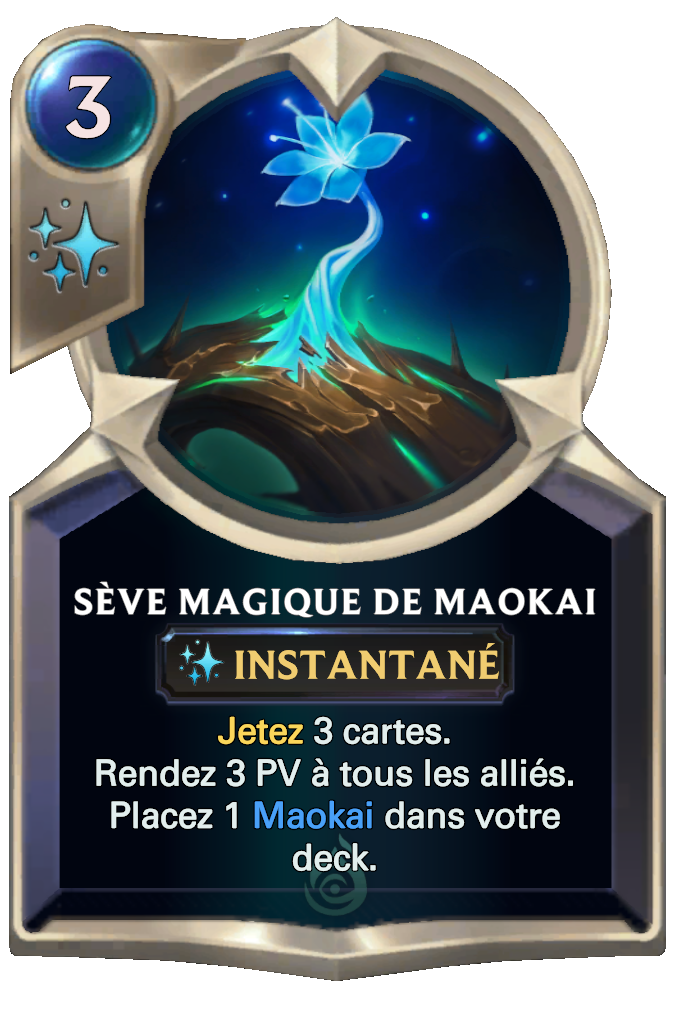 3
SÈVE MAGIQUE DE MAOKAI
INSTANTANÉ
Jetez 3 cartes.
Rendez 3 PV à tous les alliés.
Placez 1 Maokai dans votre
deck.